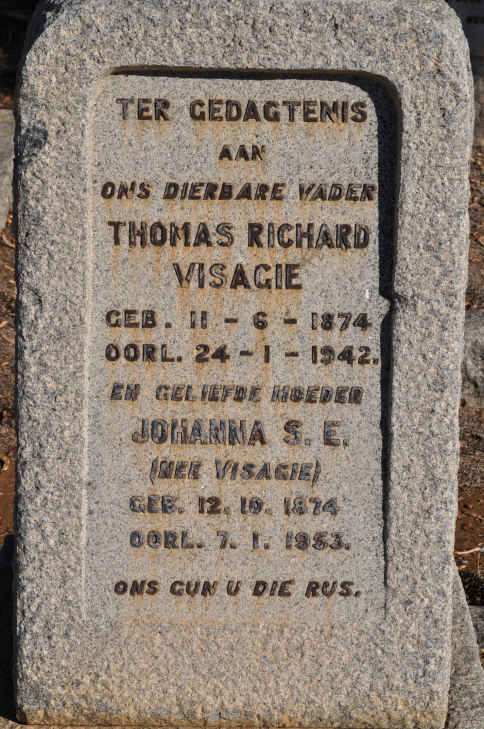 TER GEDAGTENIS
AAN
ONS DIERBARE VADER
THOMAS RICHARD
VISAGIE
GEB. 11 - 6 - 1874
OORL. 24 - 1 - 1942.
EN GELIEFDE MOEDER
JOHANNA S. E.
(NEE VISAGIE)
GEB. 12. 10. 1874
OORL. 7. 1. 1953.
ONS GUN U DIE RUS.